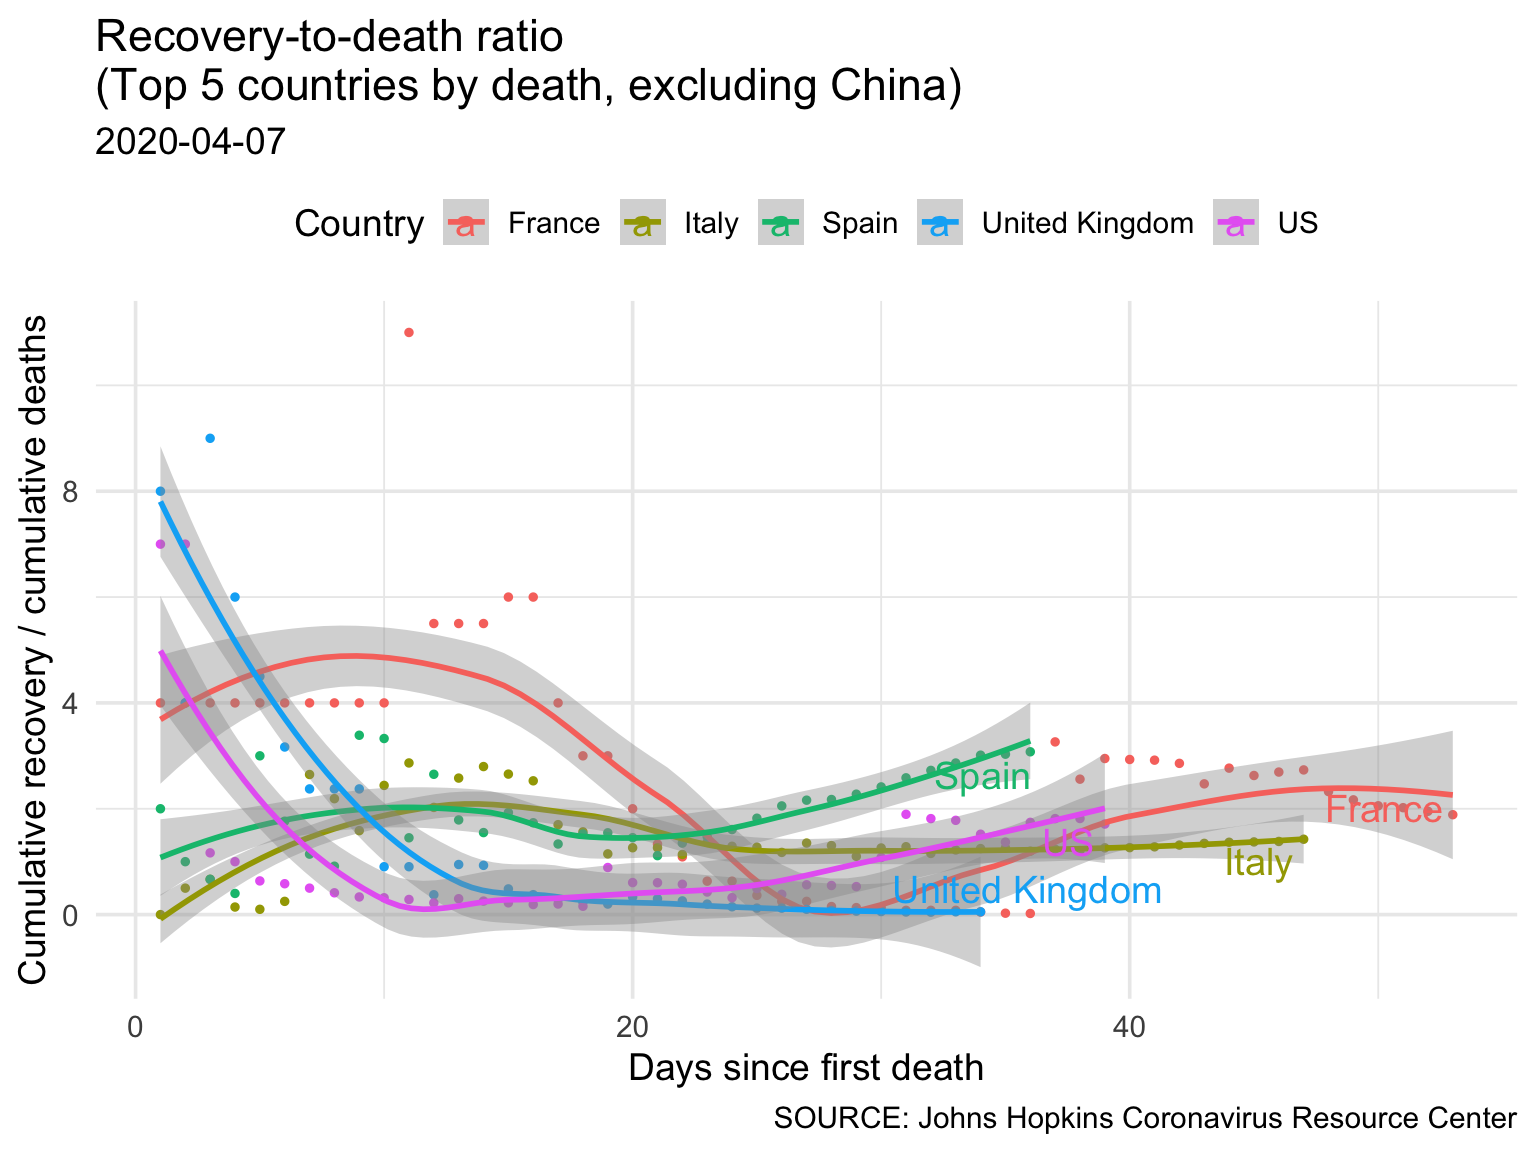 Recovery-to-death ratio
(Top 5 countries by death, excluding China)
2020-04-07
Country a France a Italy a Spain a United Kingdom a US
Cumulative recovery / cumulative deaths
8
4
0
Spain
France
US
Italy
United Kingdom
0 20 40
Days since first death
SOURCE: Johns Hopkins Coronavirus Resource Center